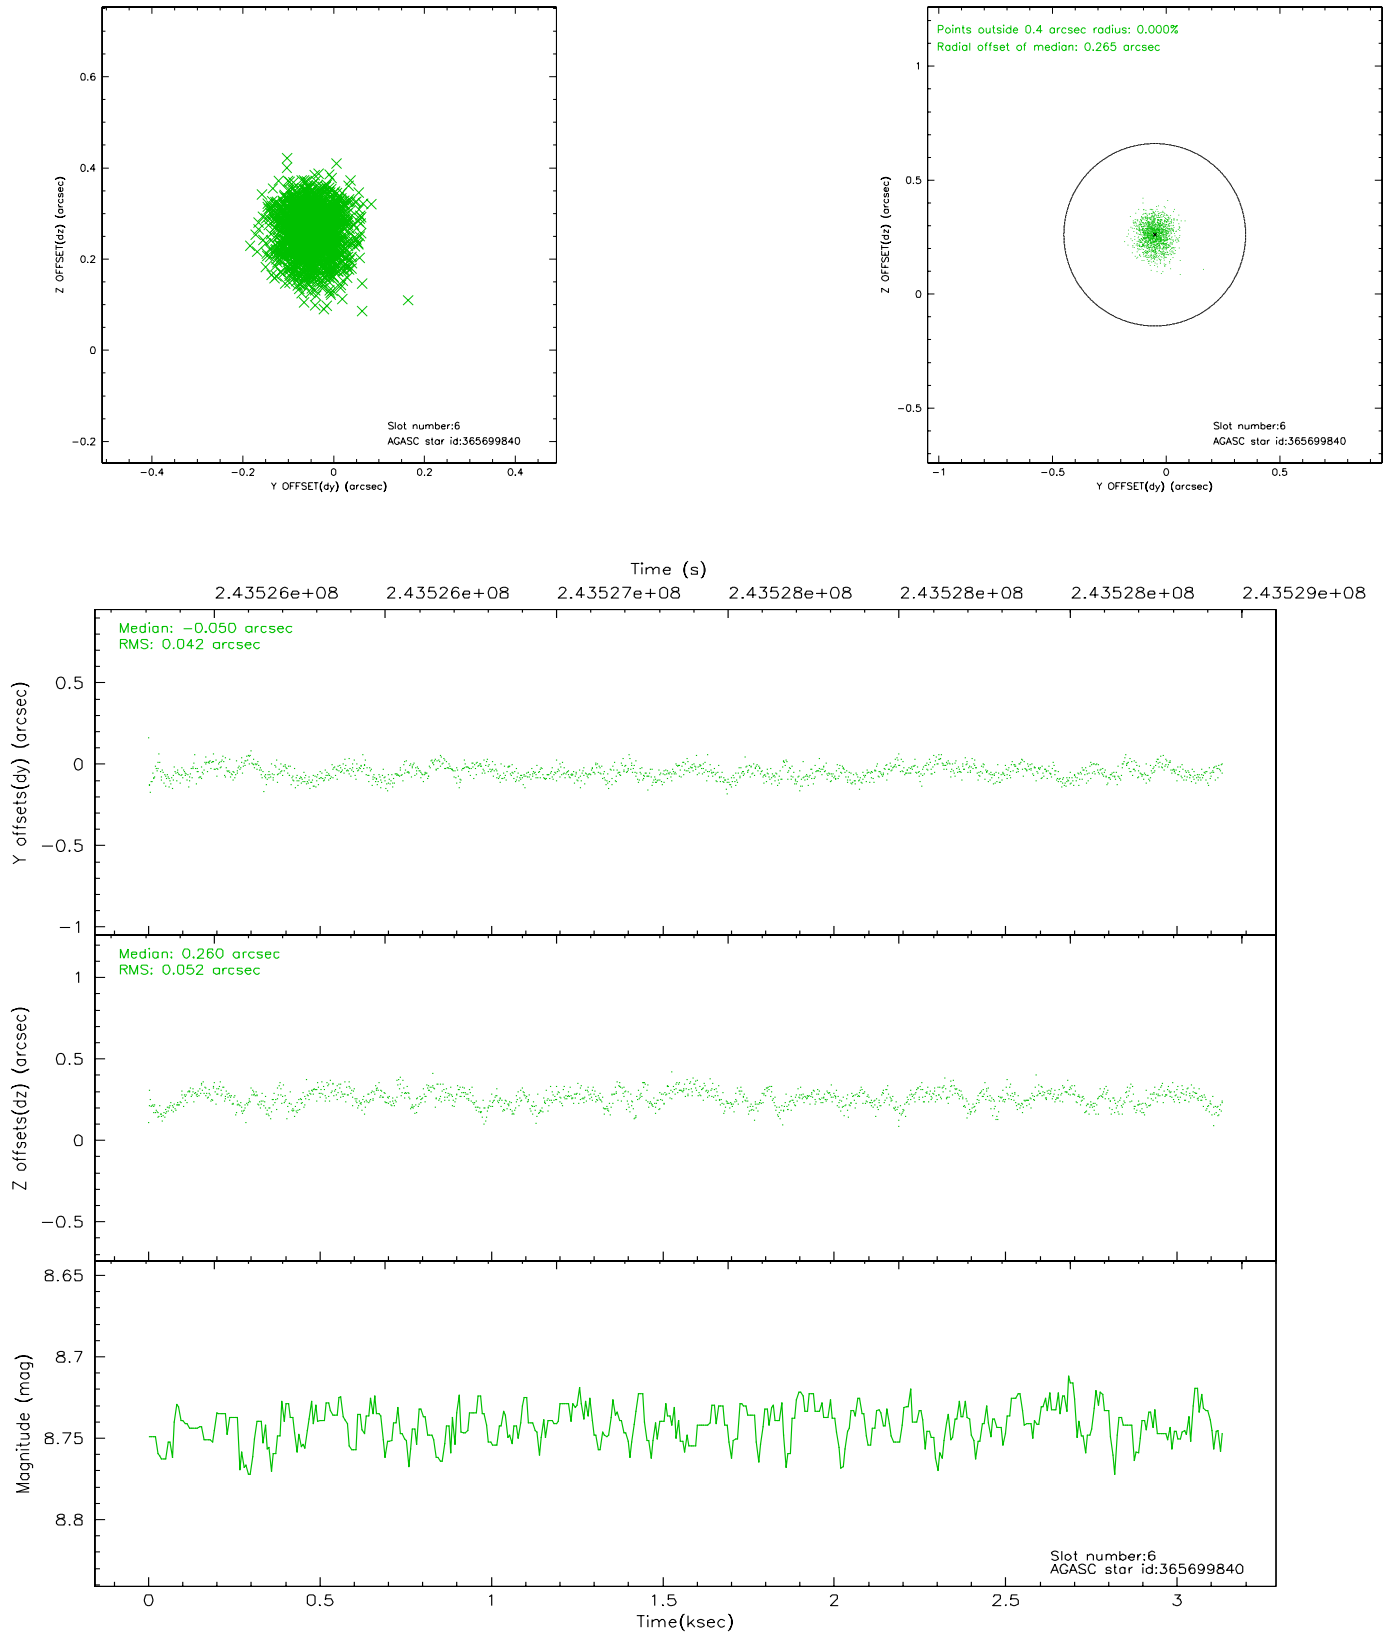 0.6
0.4
0.2
0
−0.2
−0.4
−0.2
0
0.2
0.4
Z OFFSET(dz) (arcsec)
Y OFFSET(dy) (arcsec)
Slot number:6
AGASC star id:365699840
Points outside 0.4 arcsec radius: 0.000%
Radial offset of median: 0.265 arcsec
1
0.5
0
−0.5
−1
−0.5
0
0.5
Z OFFSET(dz) (arcsec)
Y OFFSET(dy) (arcsec)
Slot number:6
AGASC star id:365699840
Time (s)
2.43526e+08
2.43526e+08
2.43527e+08
2.43528e+08
2.43528e+08
2.43528e+08
2.43529e+08
Median: −0.050 arcsec
RMS: 0.042 arcsec
0.5
0
−0.5
−1
Y offsets(dy) (arcsec)
Median: 0.260 arcsec
RMS: 0.052 arcsec
1
0.5
0
−0.5
Z offsets(dz) (arcsec)
8.65
8.7
8.75
8.8
Magnitude (mag)
Slot number:6
AGASC star id:365699840
0
0.5
1
1.5
2
2.5
3
Time(ksec)